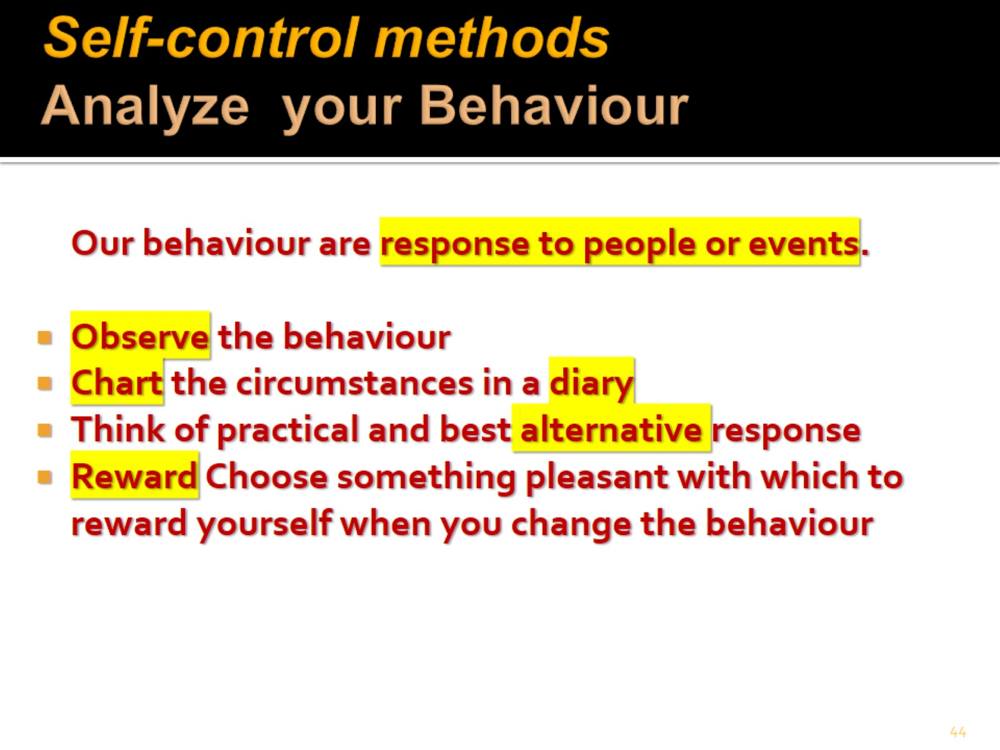 Self-control methods
Analyze  your Behaviour
Our behaviour are response to people or events.
Observe the behaviour
Chart the circumstances in a diary
Think of practical and best alternative response
Reward Choose something pleasant with which to
reward yourself when you change the behaviour
44